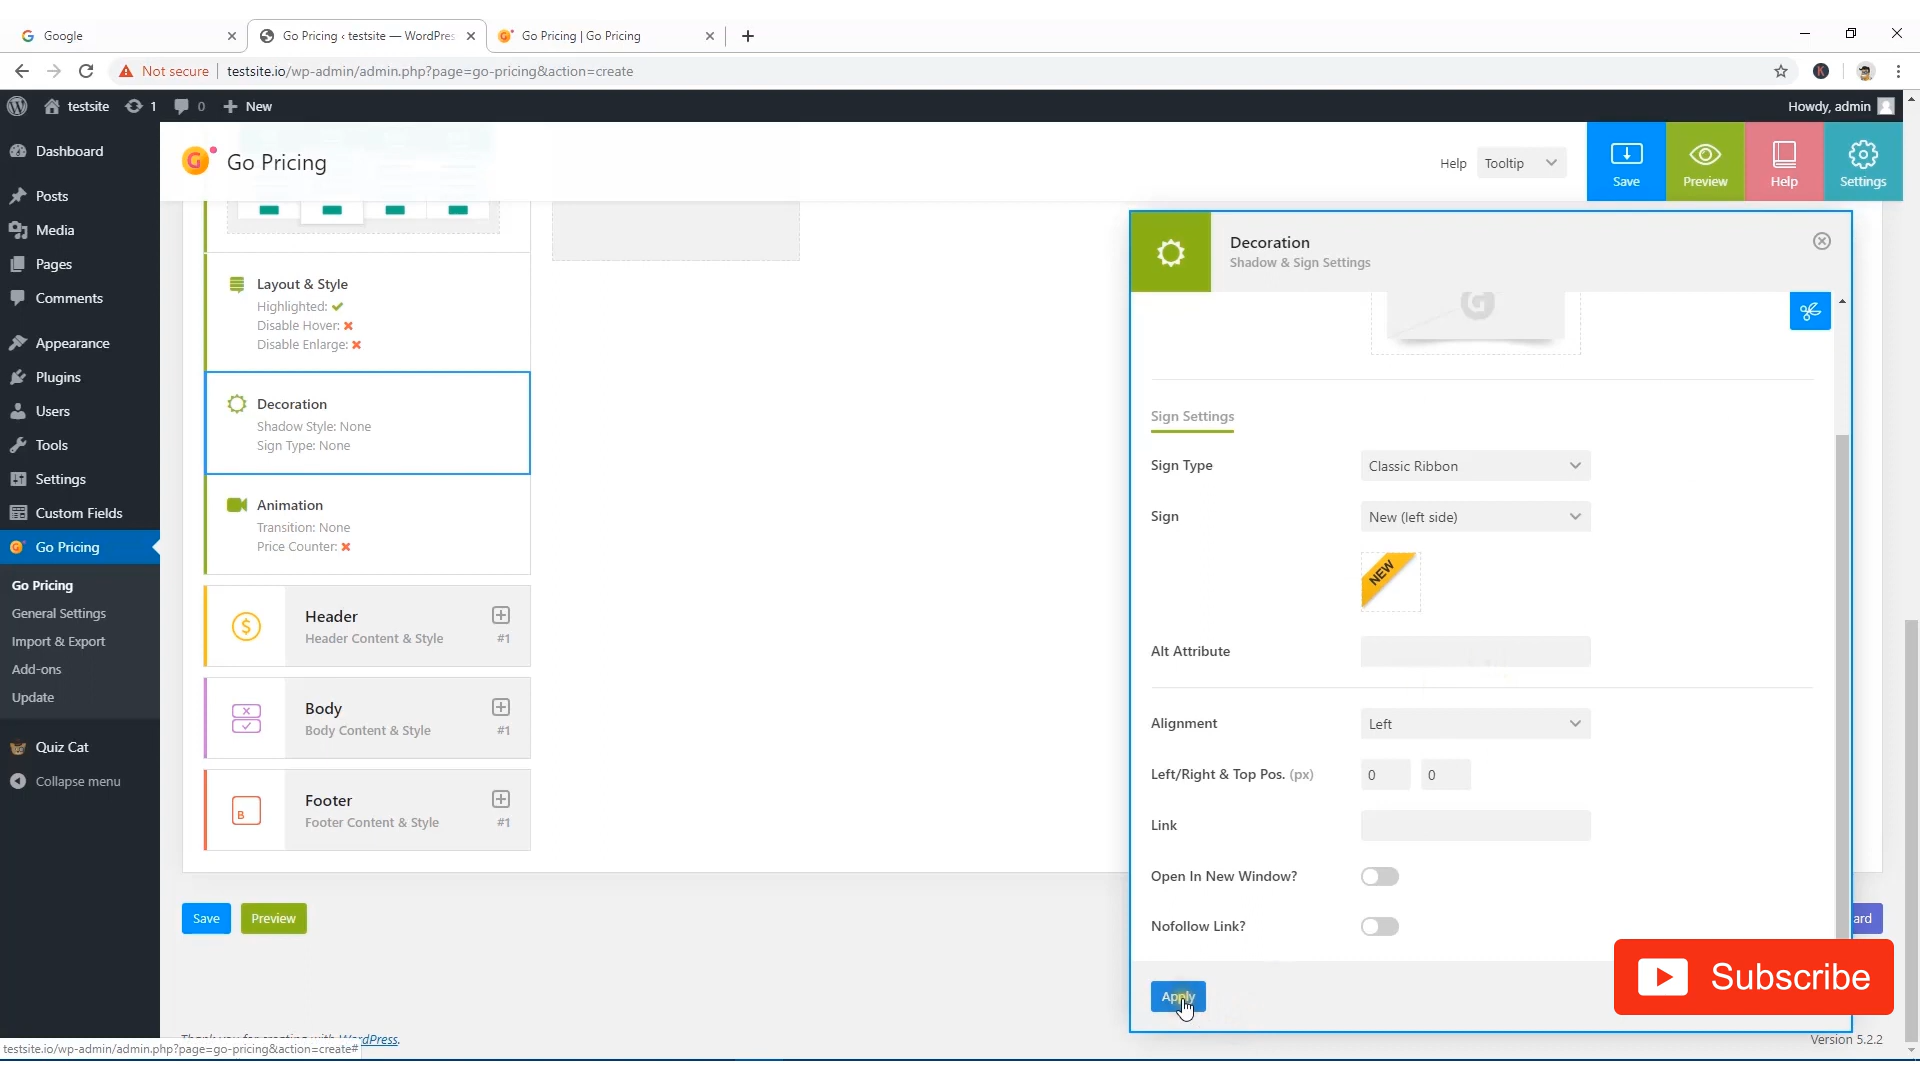 Google
Go Pricing ‹ testsite — WordPres
Go Pricing | Go Pricing
Not secure
testsite.io/wp-admin/admin.php?page=go-pricing&action=create
K
testsite
1
0
New
Howdy, admin
Dashboard
Posts
Media
Pages
Comments
Appearance
Plugins
Users
Tools
Settings
Custom Fields
Go Pricing
Go Pricing
General Settings
Import & Export
Add-ons
Update
Quiz Cat
Collapse menu
G
Go Pricing
Help
Tooltip
Save
Preview
Help
Settings
Layout & Style
Highlighted:
Disable Hover:
Disable Enlarge:
Decoration
Shadow Style: None
Sign Type: None
Animation
Transition: None
Price Counter:
Header
Header Content & Style
#1
Body
Body Content & Style
#1
Footer
Footer Content & Style
#1
B
Save
Preview
Decoration
Shadow & Sign Settings
G
Sign Settings
Sign Type
Classic Ribbon
Sign
New (left side)
NEW
Alt Attribute
Alignment
Left
Left/Right & Top Pos. (px)
0
0
Link
Open In New Window?
Nofollow Link?
Apply
ard
Subscribe
Thank you for creating with WordPress.
Version 5.2.2
testsite.io/wp-admin/admin.php?page=go-pricing&action=create#